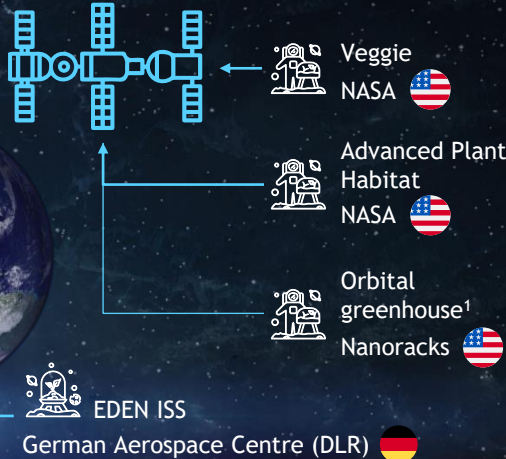 Veggie
NASA
Advanced Plant
Habitat
NASA
Orbital
greenhouse¹
Nanoracks
EDEN ISS
German Aerospace Centre (DLR)